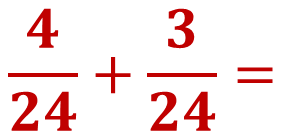 4/24 + 3/24 =